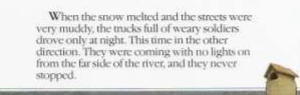 When the snow melted and the streets were
very muddy, the trucks full of weary soldiers
drove only at night. This time in the other
direction. They were coming with no lights on
from the far side of the river, and they never
stopped.